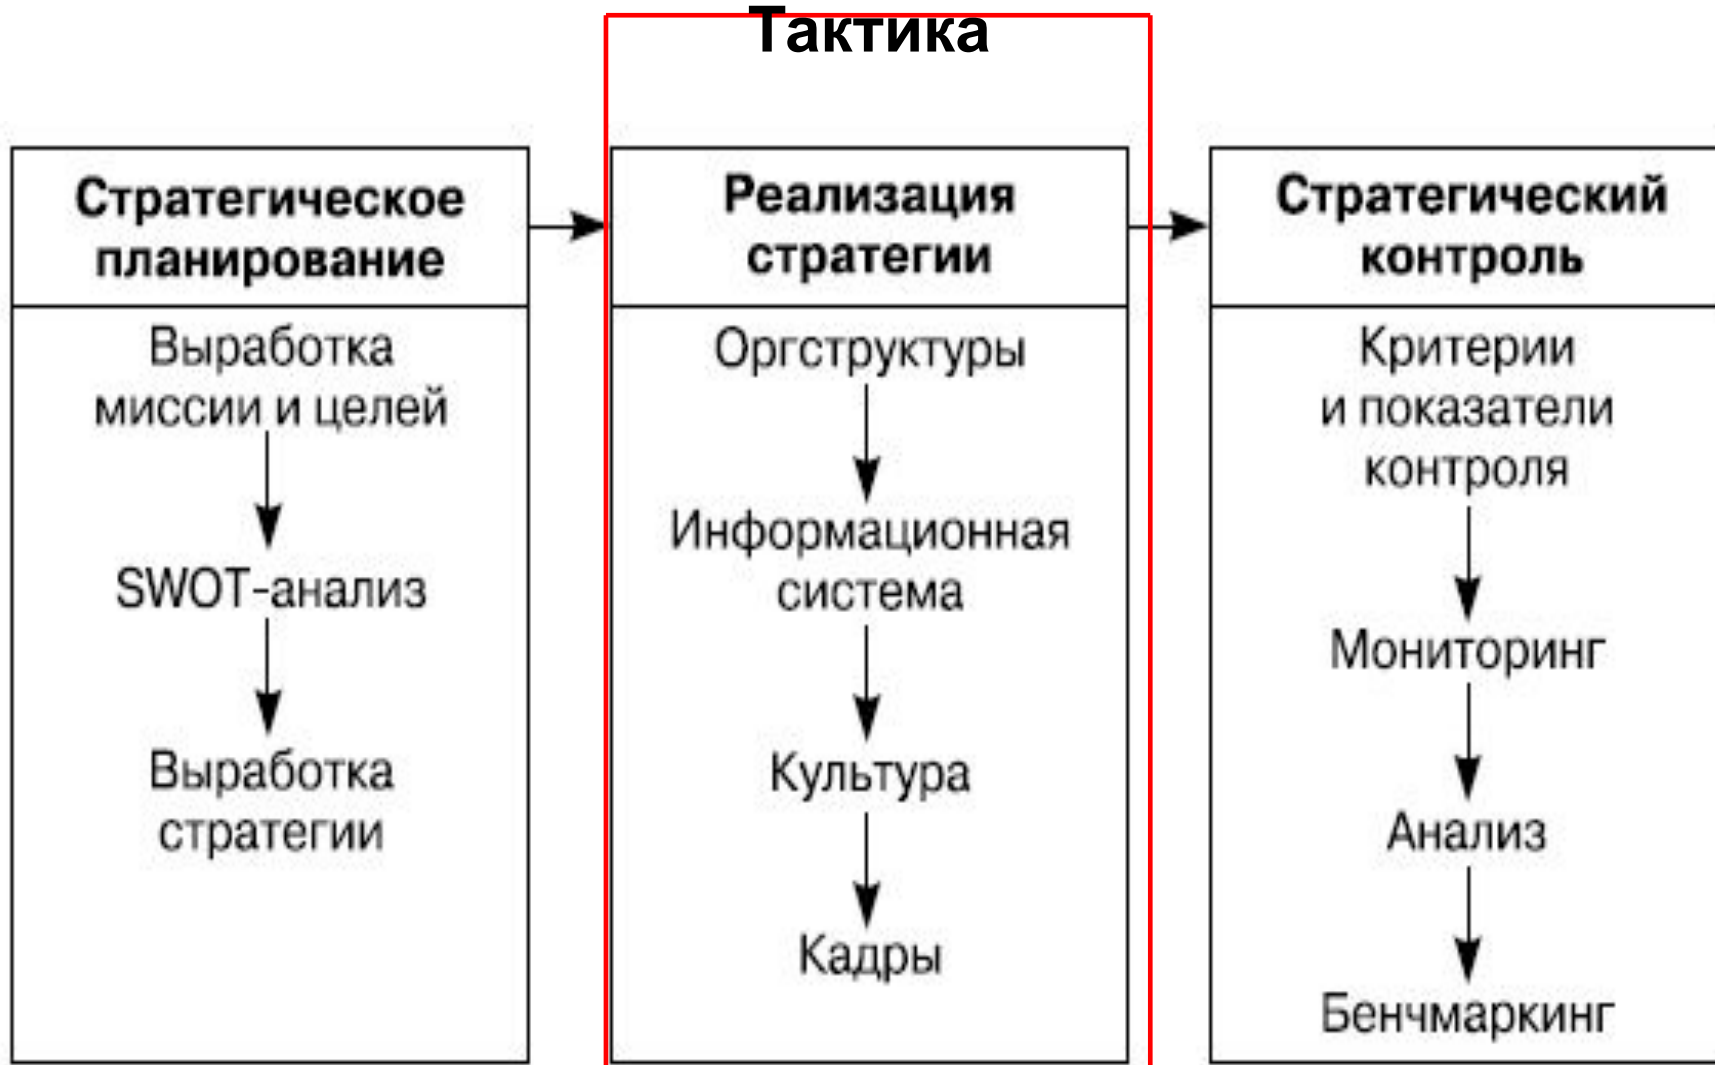 Тактика
Стратегическое
планирование
Выработка
миссии и целей
SWOT-анализ
Выработка
стратегии
Реализация
стратегии
Оргструктуры
Информационная
система
Культура
Кадры
Стратегический
контроль
Критерии
и показатели
контроля
Мониторинг
Анализ
Бенчмаркинг